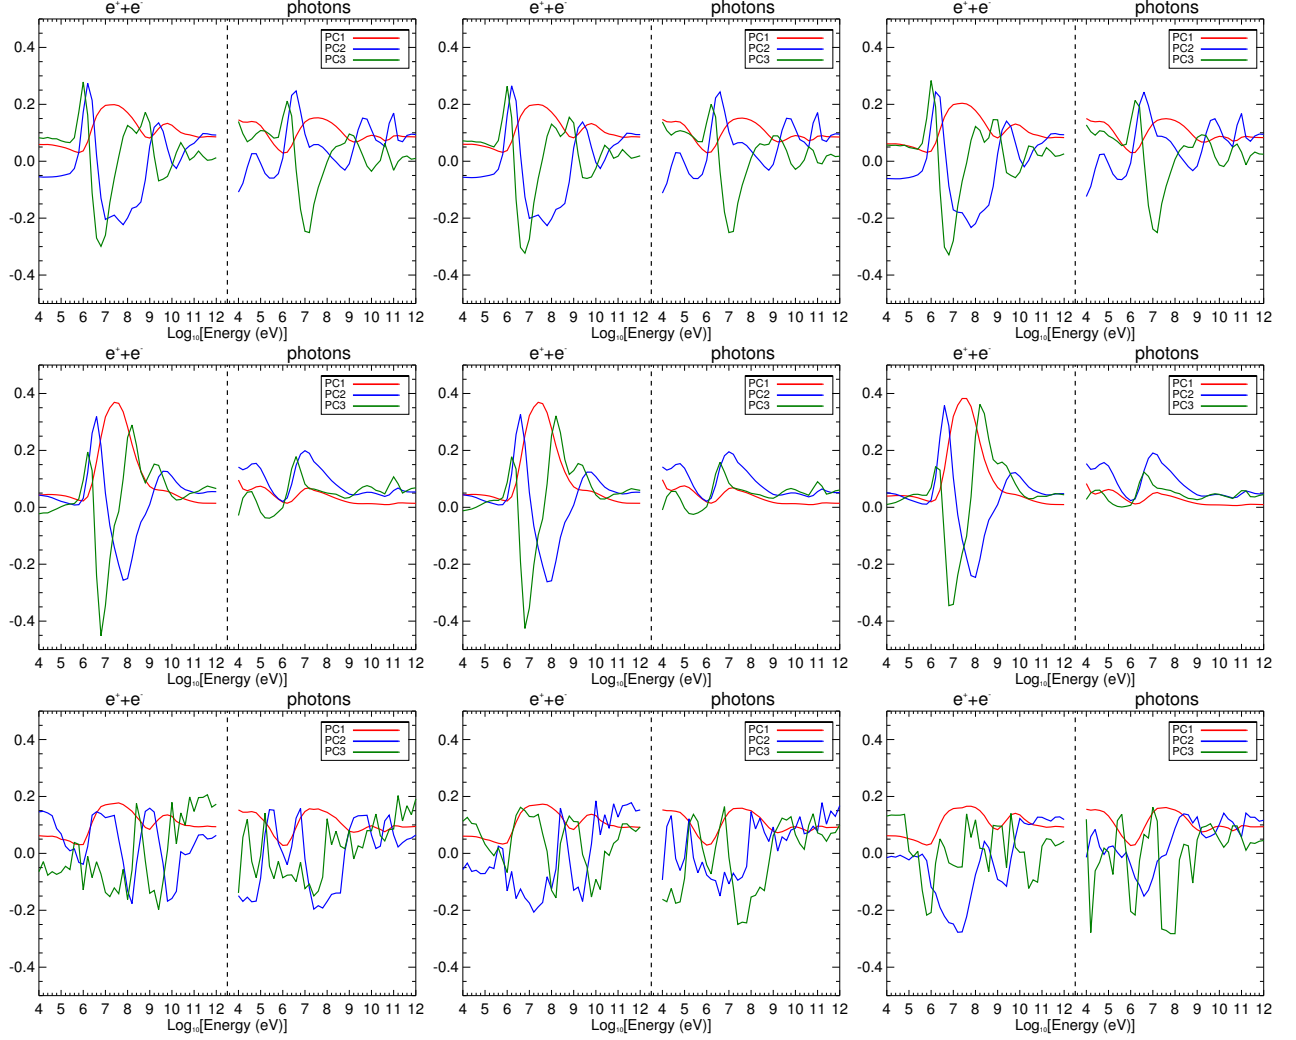 e⁺+e⁻ photons e⁺+e⁻ photons e⁺+e⁻ photons
0.4 PC1 PC1 PC1
PC2 PC2 PC2
PC3 PC3 PC3
0.2 0.2 0.2
0.0 0.0 0.0
-0.2 -0.2 -0.2
-0.4 -0.4 -0.4
4 5 6 7 8 9 10 11 12 5 6 7 8 9 10 11 12 4 5 6 7 8 9 10 11 12 5 6 7 8 9 10 11 12 4 5 6 7 8 9 10 11 12 4 5 6 7 8 9 10 11 12
Log₁₀[Energy (eV)] Log₁₀[Energy (eV)] Log₁₀[Energy (eV)]
e⁺+e⁻ photons e⁺+e⁻ photons e⁺+e⁻ photons
0.4 PC1 0.4 PC1 0.4 PC1
PC2 PC2 PC2
PC3 PC3 PC3
0.2 0.2 0.2
0.0 0.0 0.0
-0.2 -0.2 -0.2
-0.4 -0.4 -0.4
4 5 6 7 8 9 10 11 12 4 5 6 7 8 9 10 11 12 4 5 6 7 8 9 10 11 12 4 5 6 7 8 9 10 11 12 4 5 6 7 8 9 10 11 12 4 5 6 7 8 9 10 11 12
Log₁₀[Energy (eV)] Log₁₀[Energy (eV)] Log₁₀[Energy (eV)]
e⁺+e⁻ photons e⁺+e⁻ photons e⁺+e⁻ photons
0.4 PC1 0.4 PC1 0.4 PC1
PC2 PC2 PC2
PC3 PC3 PC3
0.2 0.2 0.2
0.0 0.0 0.0
-0.2 -0.2 -0.2
-0.4 -0.4 -0.4
4 5 6 7 8 9 10 11 12 4 5 6 7 8 9 10 11 12 4 5 6 7 8 9 10 11 12 4 5 6 7 8 9 10 11 12 4 5 6 7 8 9 10 11 12 4 5 6 7 8 9 10 11 12
Log₁₀[Energy (eV)] Log₁₀[Energy (eV)] Log₁₀[Energy (eV)]